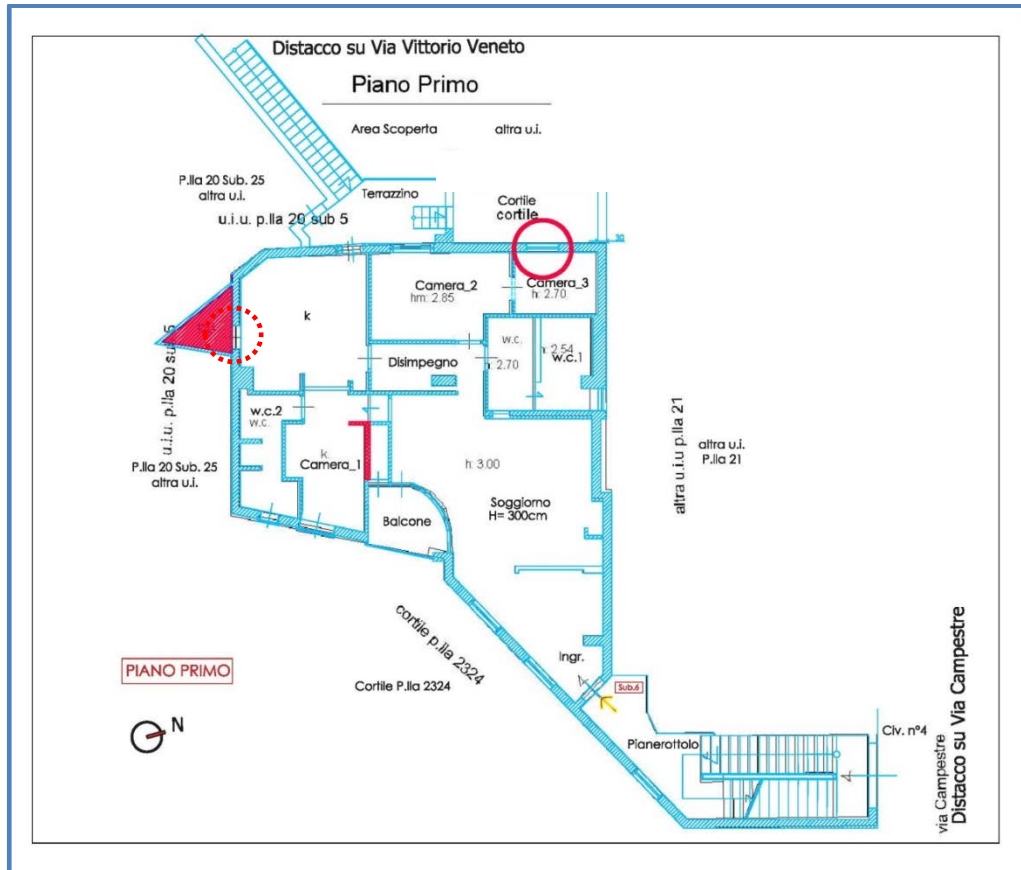 Distacco su Via Vittorio Veneto
Piano Primo
Area Scoperta
altra u.i.
P.lla 20 Sub. 25
altra u.i.
Terrazzino
u.i.u. p.lla 20 sub 5
Cortile
cortile
Camera_2
hm: 2.85
Camera_3
h: 2.70
k
w.c.
2.70
2.54
w.c.1
Disimpegno
u.i.u. p.lla 20 sub 5
w.c.2
w.c.
k
Camera_1
h: 3.00
P.lla 20 Sub. 25
altra u.i.
Balcone
Soggiorno
H= 300cm
altra u.i.u p.lla 21
altra u.i.
P.lla 21
cortile p.lla 2324
Cortile P.lla 2324
Ingr.
Sub.6
PIANO PRIMO
N
Pianerottolo
Civ. n°4
via Campestre
Distacco su Via Campestre